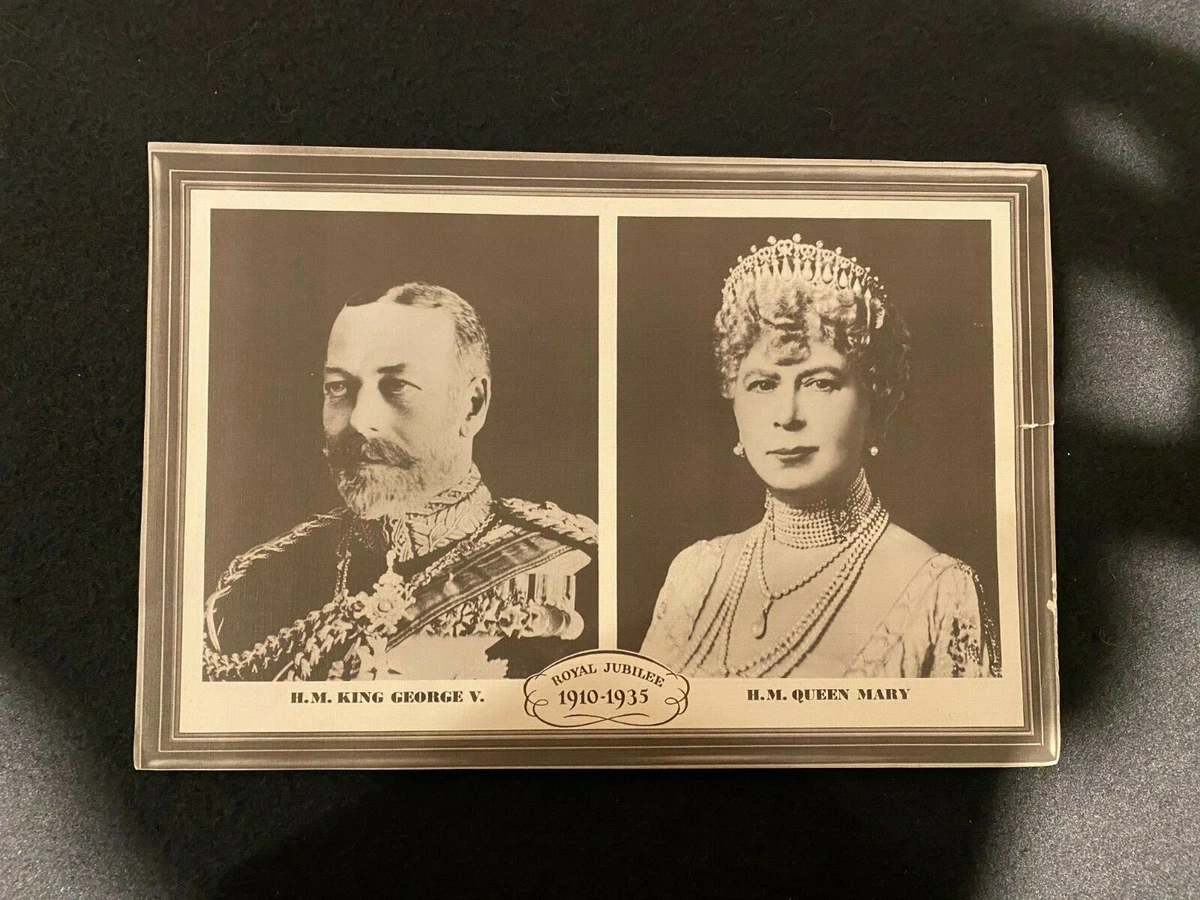 H.M. KING GEORGE V.
ROYAL JUBILEE
1910-1935
H.M. QUEEN MARY